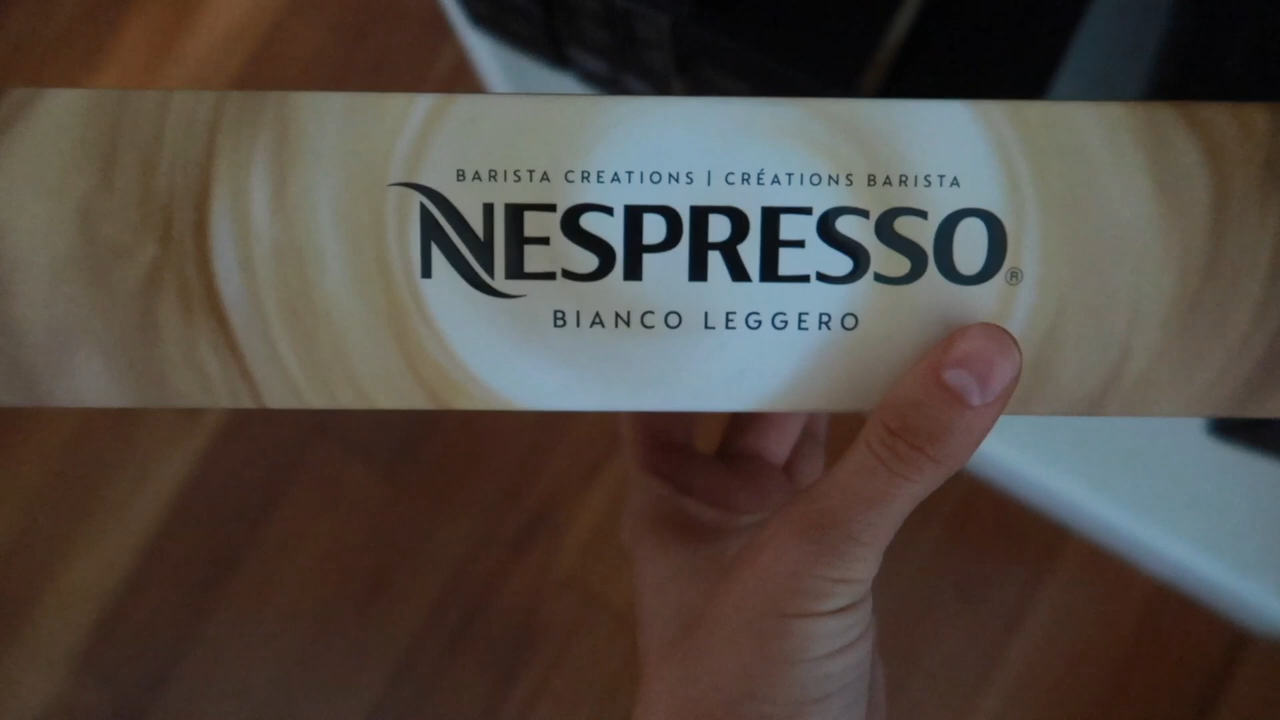 BARISTA CREATIONS | CRÉATIONS BARISTA
NESPRESSO®
BIANCO LEGGERO